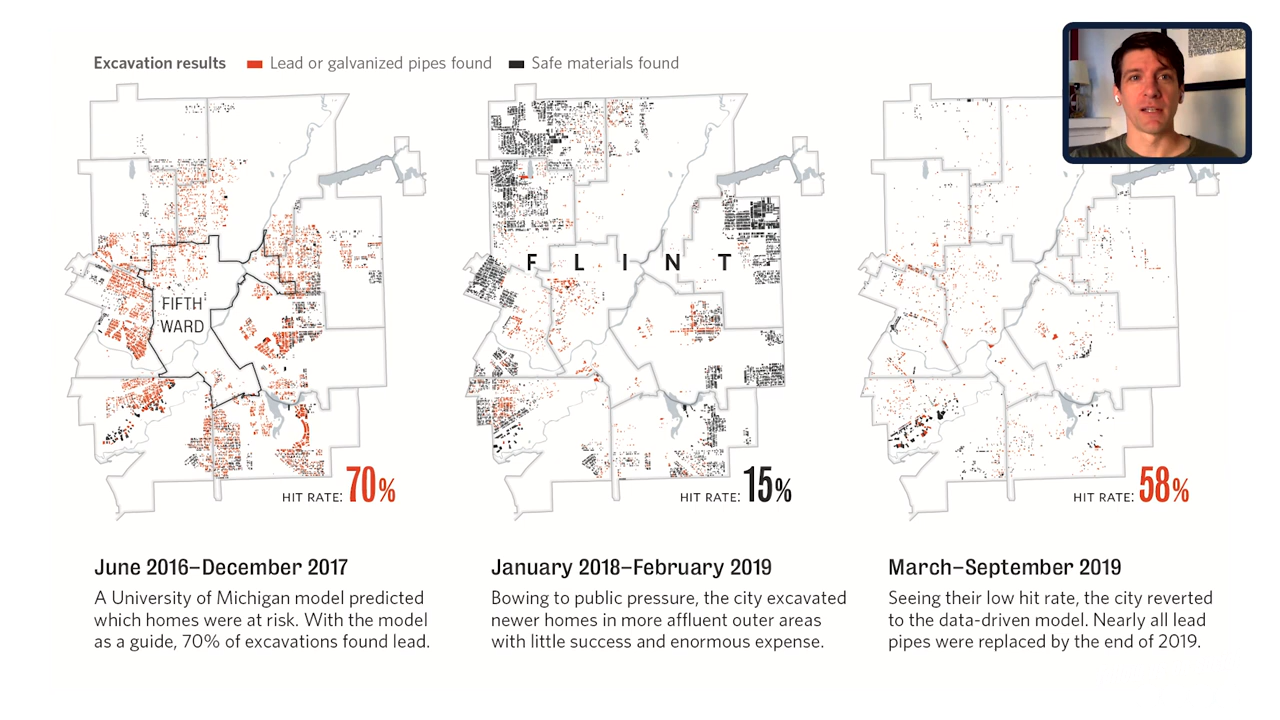 Excavation results Lead or galvanized pipes found Safe materials found
FIFTH
WARD
HIT RATE: 70%
F L I N T
HIT RATE: 15%
HIT RATE: 58%
June 2016–December 2017
A University of Michigan model predicted
which homes were at risk. With the model
as a guide, 70% of excavations found lead.
January 2018–February 2019
Bowing to public pressure, the city excavated
newer homes in more affluent outer areas
with little success and enormous expense.
March–September 2019
Seeing their low hit rate, the city reverted
to the data-driven model. Nearly all lead
pipes were replaced by the end of 2019.